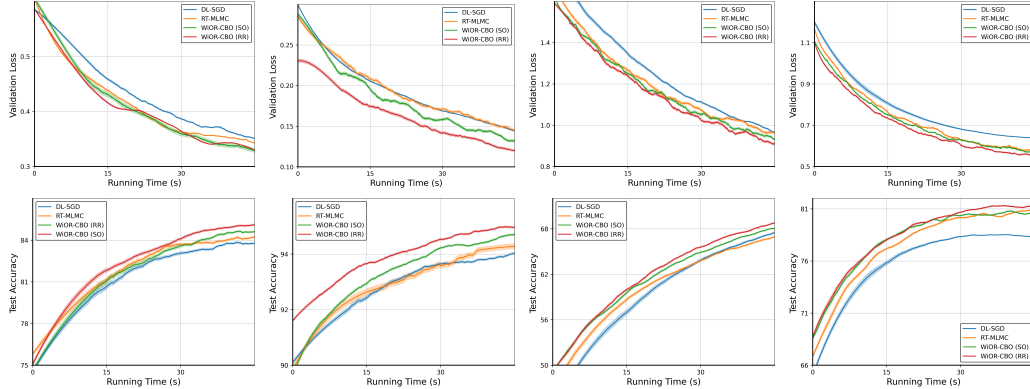 DL-SGD
RT-MLMC
WiOR-CBO (SO)
WiOR-CBO (RR)
Validation Loss
0.5
0.4
0.3
0 15 30
Running Time (s)
DL-SGD
RT-MLMC
WiOR-CBO (SO)
WiOR-CBO (RR)
Validation Loss
0.25
0.20
0.15
0.10
0 15 30
Running Time (s)
DL-SGD
RT-MLMC
WiOR-CBO (SO)
WiOR-CBO (RR)
Validation Loss
1.4
1.2
1.0
0.8
0 15 30
Running Time (s)
DL-SGD
RT-MLMC
WiOR-CBO (SO)
WiOR-CBO (RR)
Validation Loss
1.1
0.9
0.7
0.5
0 30
Running Time (s)
DL-SGD
RT-MLMC
WiOR-CBO (RR)
WiOR-CBO (SO)
Test Accuracy
84
81
78
75
0 15 30
Running Time (s)
DL-SGD
RT-MLMC
WiOR-CBO (SO)
WiOR-CBO (RR)
Test Accuracy
94
92
90
0 15 30
Running Time (s)
DL-SGD
RT-MLMC
WiOR-CBO (SO)
WiOR-CBO (RR)
Test Accuracy
68
62
56
50
0 15 30
Running Time (s)
DL-SGD
RT-MLMC
WiOR-CBO (SO)
WiOR-CBO (RR)
Test Accuracy
81
76
71
66
0 15 30
Running Time (s)